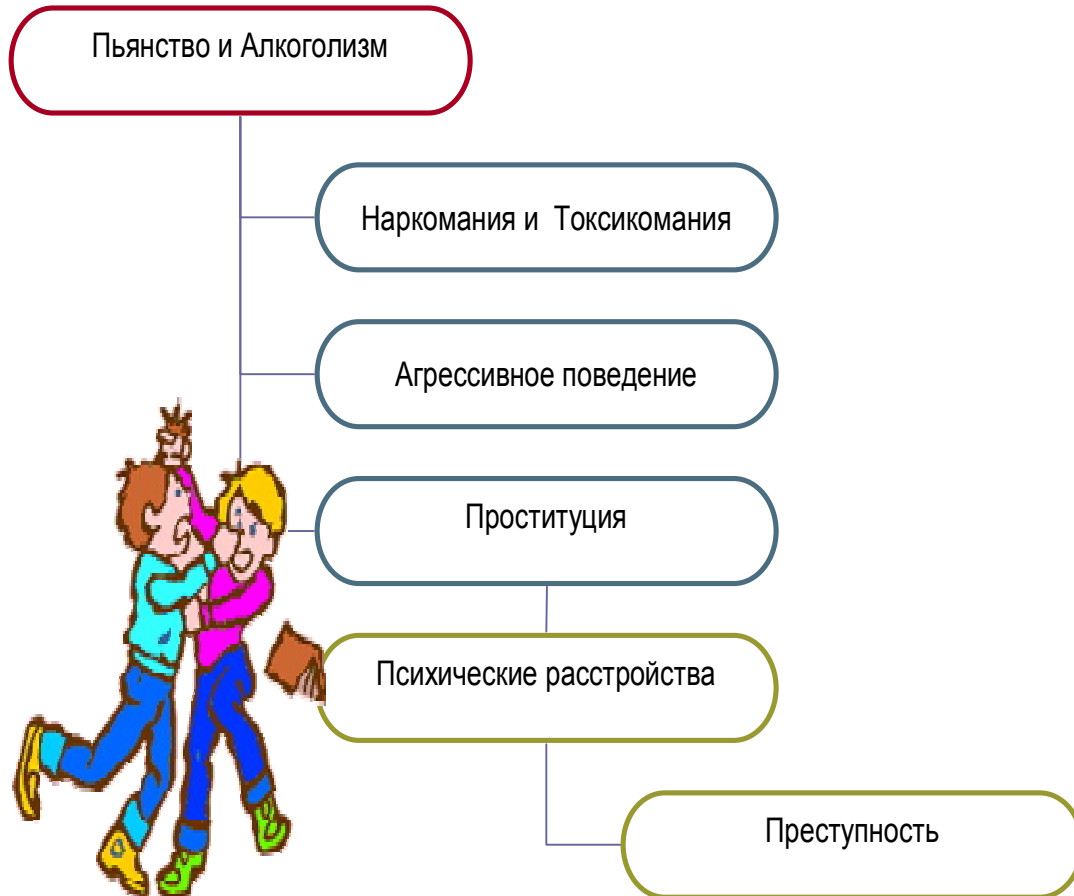 Пьянство и Алкоголизм
Наркомания и Токсикомания
Агрессивное поведение
Проституция
Психические расстройства
Преступность